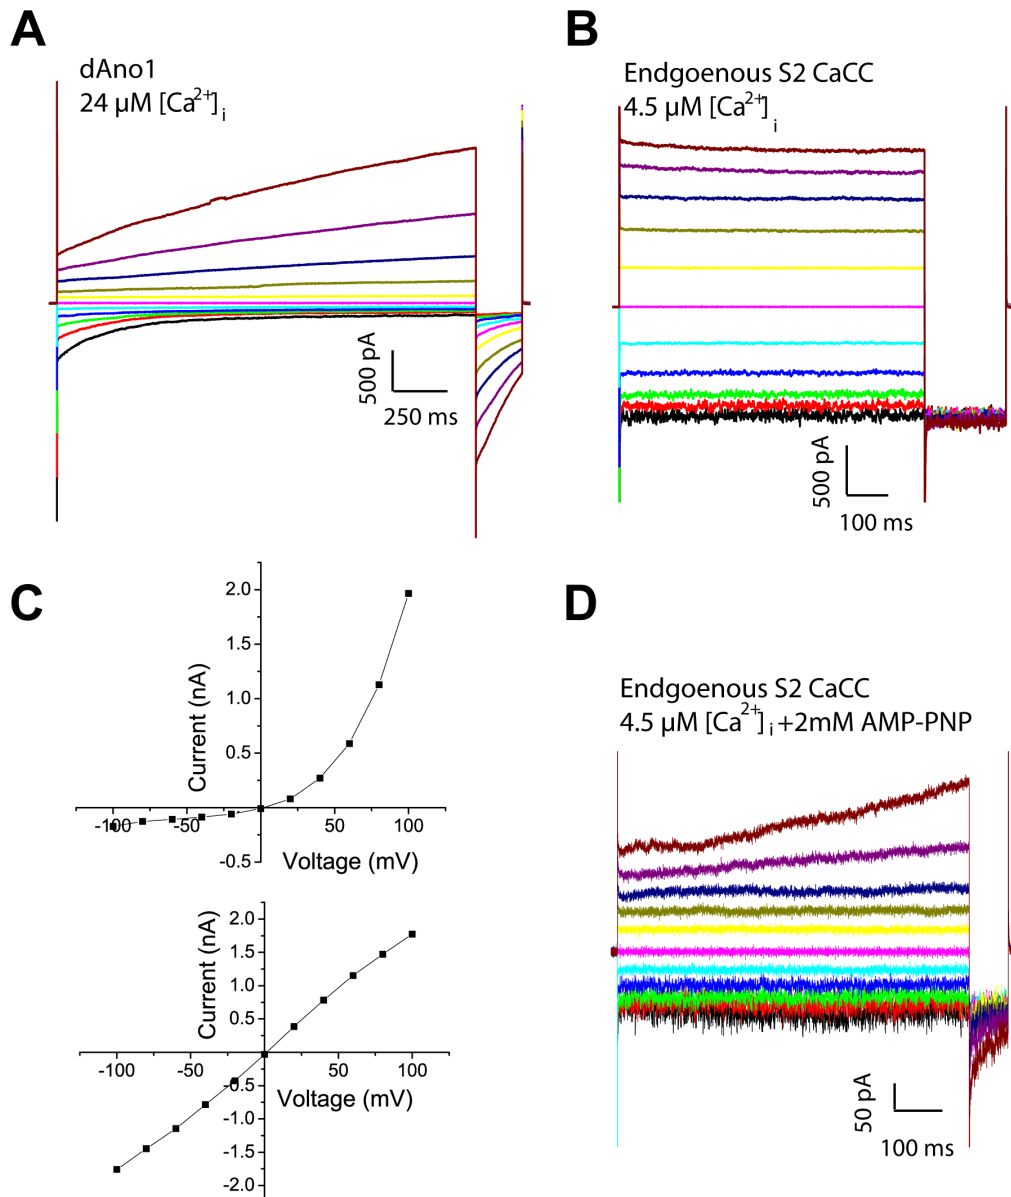 A
dAno1
24 µM [Ca2+]i
500 pA
250 ms
B
Endgoenous S2 CaCC
4.5 µM [Ca2+]i
500 pA
100 ms
C
Current (nA)
2.0
1.5
1.0
0.5
-0.5
-100
-50
50
100
Voltage (mV)
Current (nA)
2.0
1.5
1.0
0.5
-0.5
-1.0
-1.5
-2.0
-100
-50
50
100
Voltage (mV)
D
Endgoenous S2 CaCC
4.5 µM [Ca2+]i +2mM AMP-PNP
50 pA
100 ms